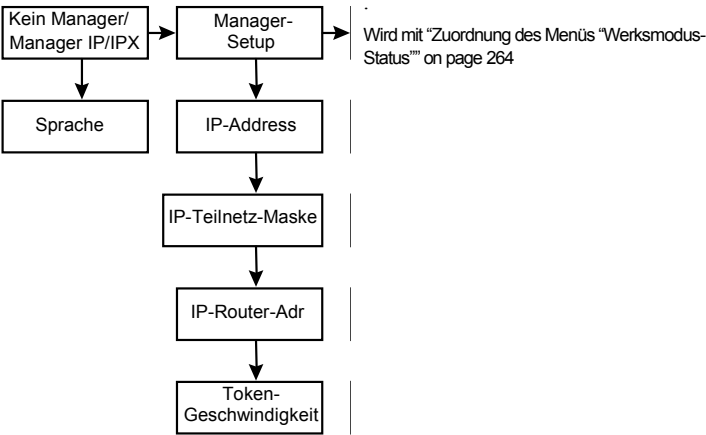 Kein Manager/
Manager IP/IPX
Manager-
Setup
.
Wird mit “Zuordnung des Menüs “Werksmodus-
Status”” on page 264
Sprache
IP-Address
IP-Teilnetz-Maske
IP-Router-Adr
Token-
Geschwindigkeit